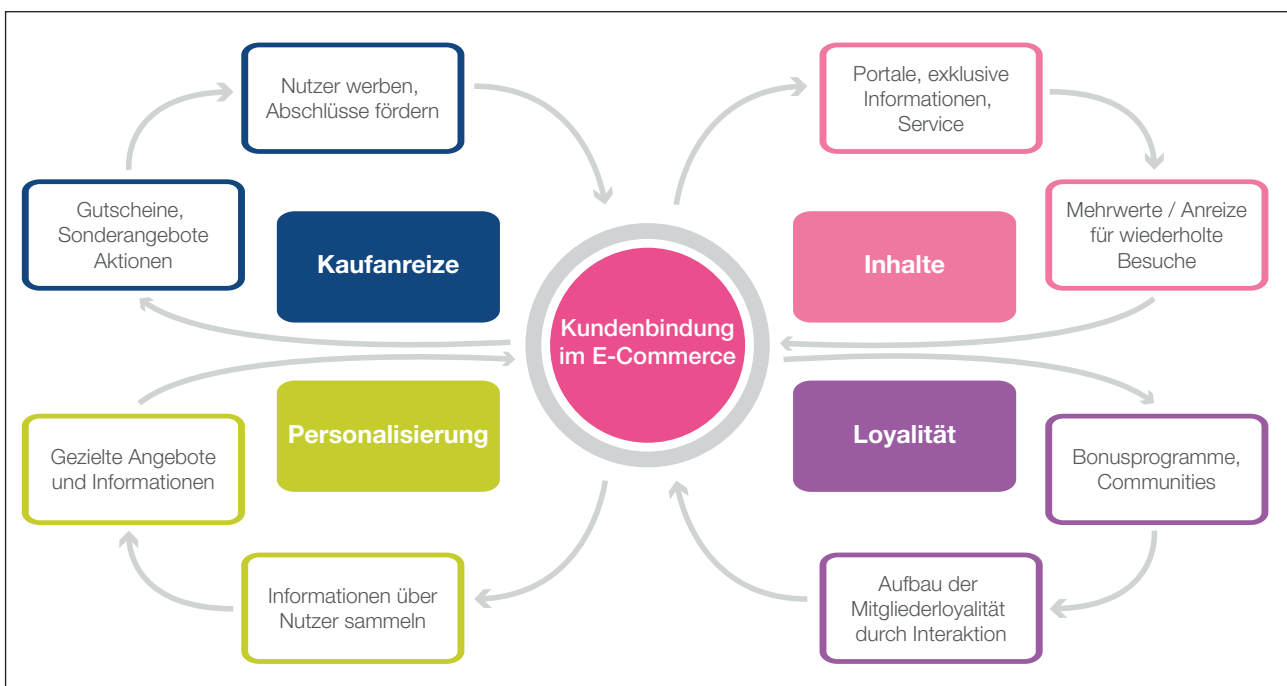 Nutzer werben,
Abschlüsse fördern
Portale, exklusive
Informationen,
Service
Gutscheine,
Sonderangebote
Aktionen
Kaufanreize
Inhalte
Mehrwerte / Anreize
für wiederholte
Besuche
Kundenbindung
im E-Commerce
Gezielte Angebote
und Informationen
Personalisierung
Loyalität
Bonusprogramme,
Communities
Informationen über
Nutzer sammeln
Aufbau der
Mitgliederloyalität
durch Interaktion